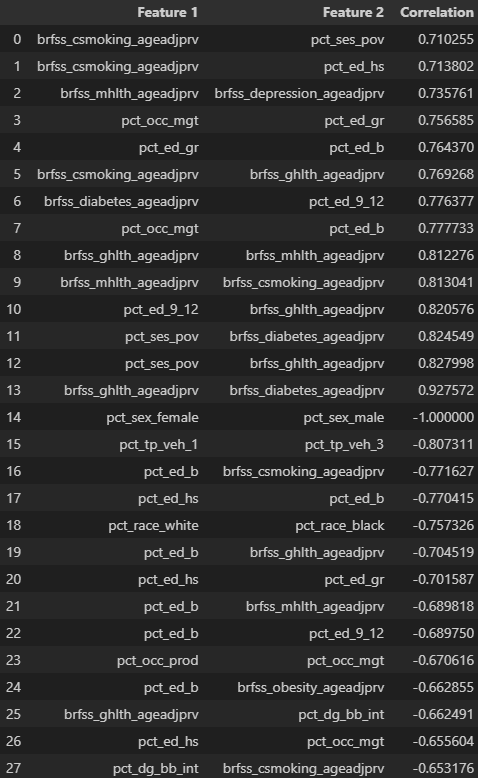 Feature 1 Feature 2 Correlation
0 brfss_csmoking_ageadjprv pct_ses_pov 0.710255
1 brfss_csmoking_ageadjprv pct_ed_hs 0.713802
2 brfss_mhlth_ageadjprv brfss_depression_ageadjprv 0.735761
3 pct_occ_mgt pct_ed_gr 0.756585
4 pct_ed_gr pct_ed_b 0.764370
5 brfss_csmoking_ageadjprv brfss_ghlth_ageadjprv 0.769268
6 brfss_diabetes_ageadjprv pct_ed_9_12 0.776377
7 pct_occ_mgt pct_ed_b 0.777733
8 brfss_ghlth_ageadjprv brfss_mhlth_ageadjprv 0.812276
9 brfss_mhlth_ageadjprv brfss_csmoking_ageadjprv 0.813041
10 pct_ed_9_12 brfss_ghlth_ageadjprv 0.820576
11 pct_ses_pov brfss_diabetes_ageadjprv 0.824549
12 pct_ses_pov brfss_ghlth_ageadjprv 0.827998
13 brfss_ghlth_ageadjprv brfss_diabetes_ageadjprv 0.927572
14 pct_sex_female pct_sex_male -1.000000
15 pct_tp_veh_1 pct_tp_veh_3 -0.807311
16 pct_ed_b brfss_csmoking_ageadjprv -0.771627
17 pct_ed_hs pct_ed_b -0.770415
18 pct_race_white pct_race_black -0.757326
19 pct_ed_b brfss_ghlth_ageadjprv -0.704519
20 pct_ed_hs pct_ed_gr -0.701587
21 pct_ed_b brfss_mhlth_ageadjprv -0.689818
22 pct_ed_b pct_ed_9_12 -0.689750
23 pct_occ_prod pct_occ_mgt -0.670616
24 pct_ed_b brfss_obesity_ageadjprv -0.662855
25 brfss_ghlth_ageadjprv pct_dg_bb_int -0.662491
26 pct_ed_hs pct_occ_mgt -0.655604
27 pct_dg_bb_int brfss_csmoking_ageadjprv -0.653176